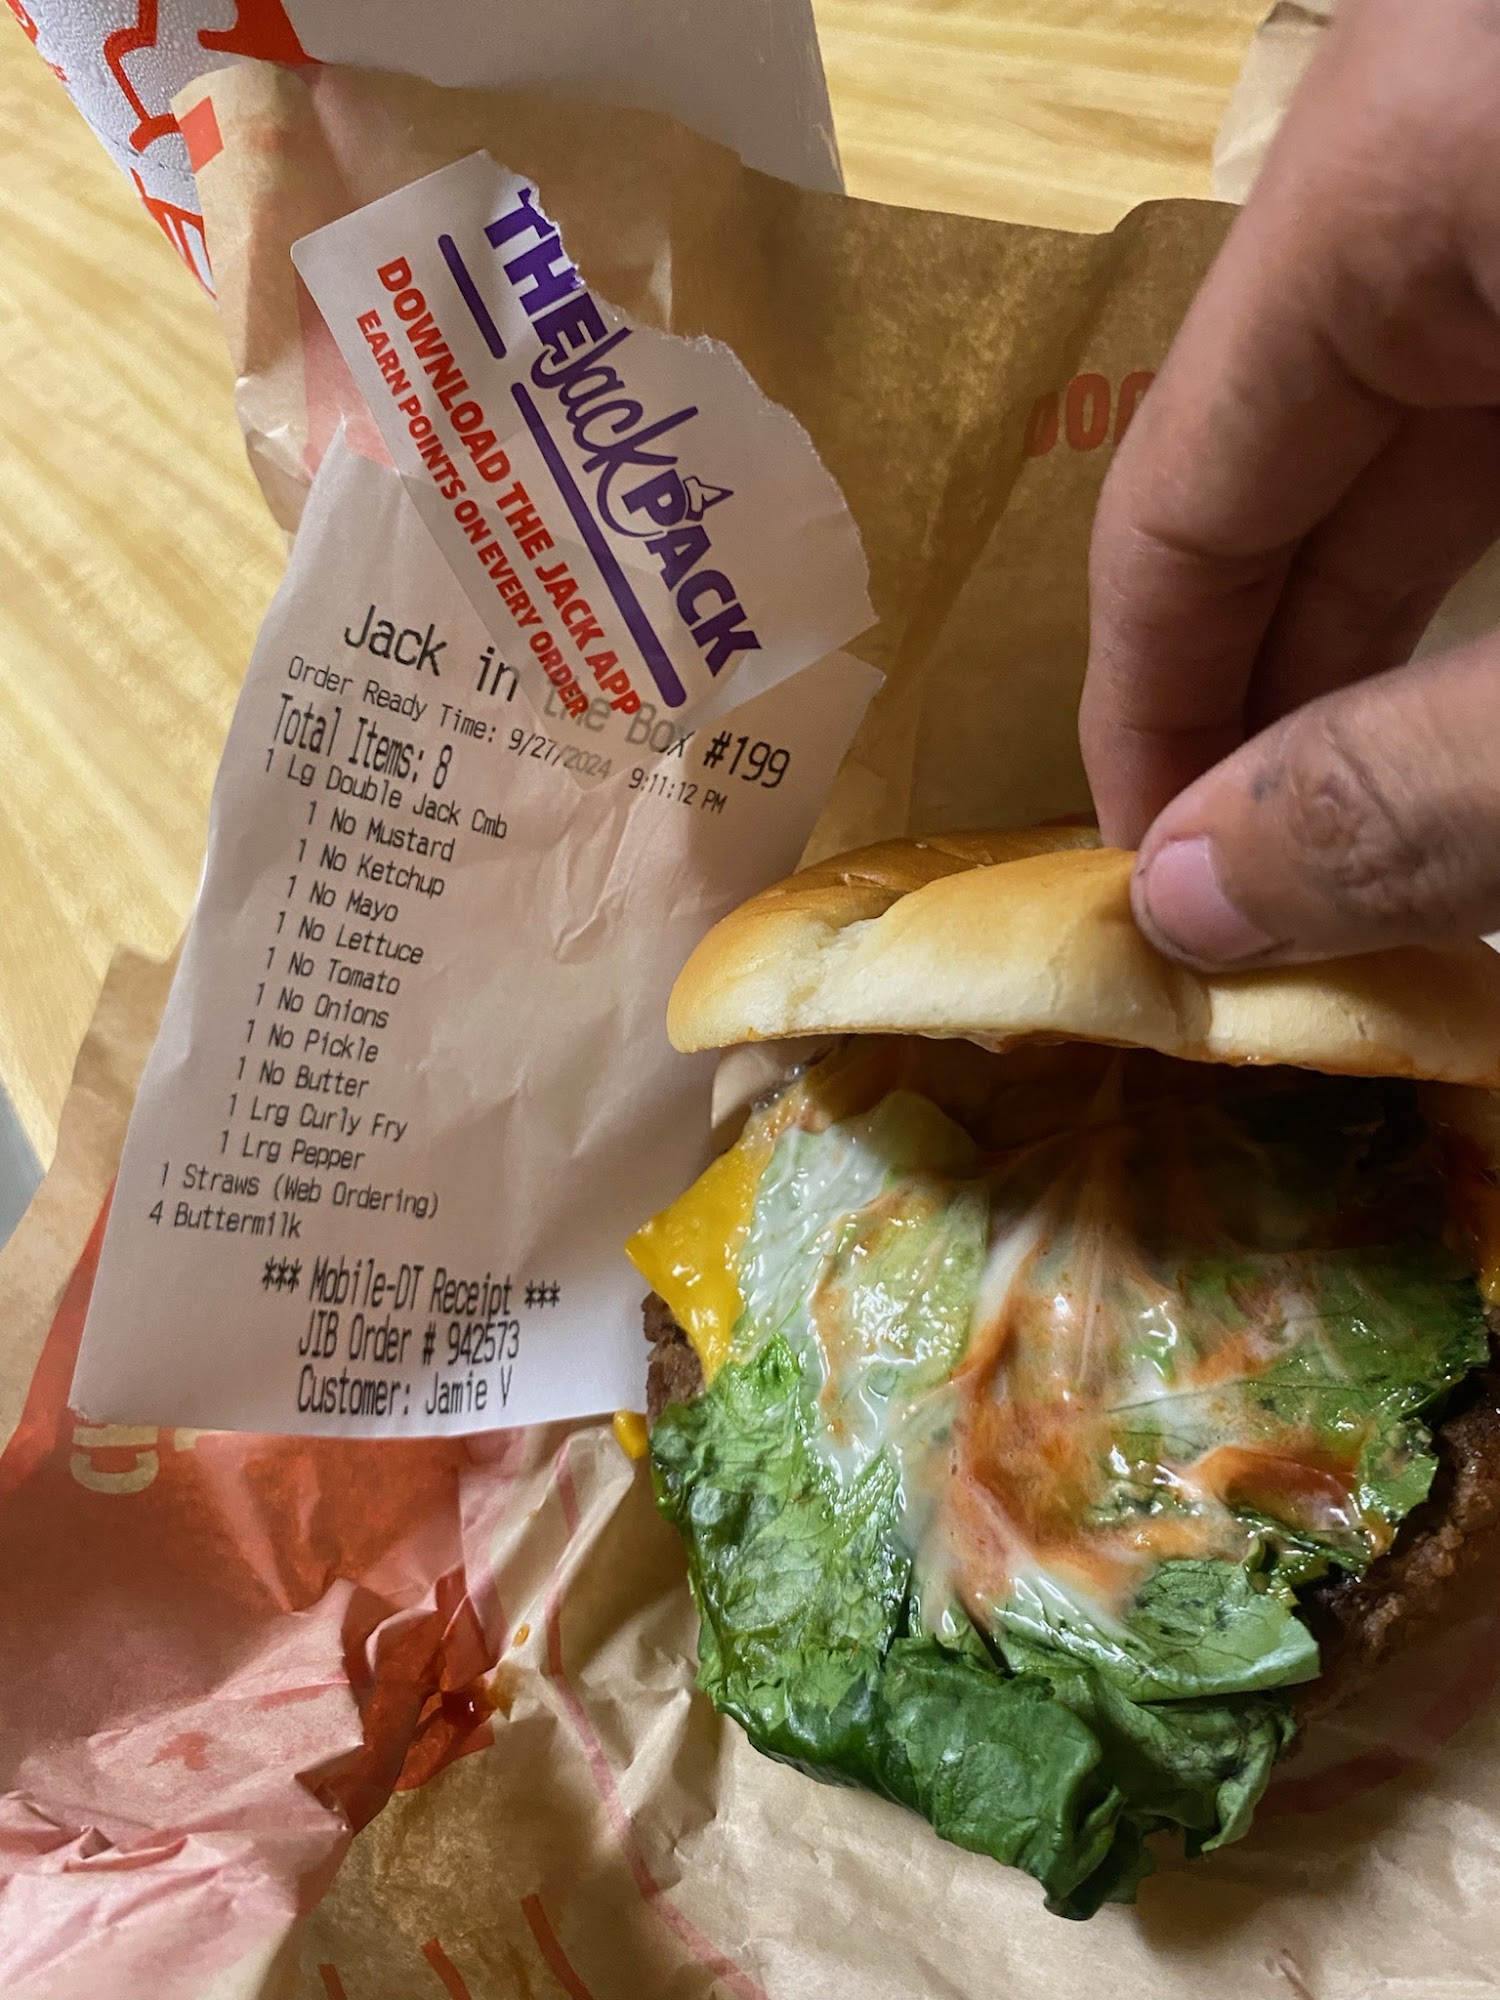 THE Jack PACK
DOWNLOAD THE JACK APP
EARN POINTS ON EVERY ORDER
Jack in the Box #199
Order Ready Time: 9/27/2024 9:11:12 PM
Total Items: 8
1 Lg Double Jack Cmb
1 No Mustard
1 No Ketchup
1 No Mayo
1 No Lettuce
1 No Tomato
1 No Onions
1 No Pickle
1 No Butter
1 Lrg Curly Fry
1 Lrg Pepper
1 Straws (Web Ordering)
4 Buttermilk
*** Mobile-DT Receipt ***
JIB Order # 942573
Customer: Jamie V